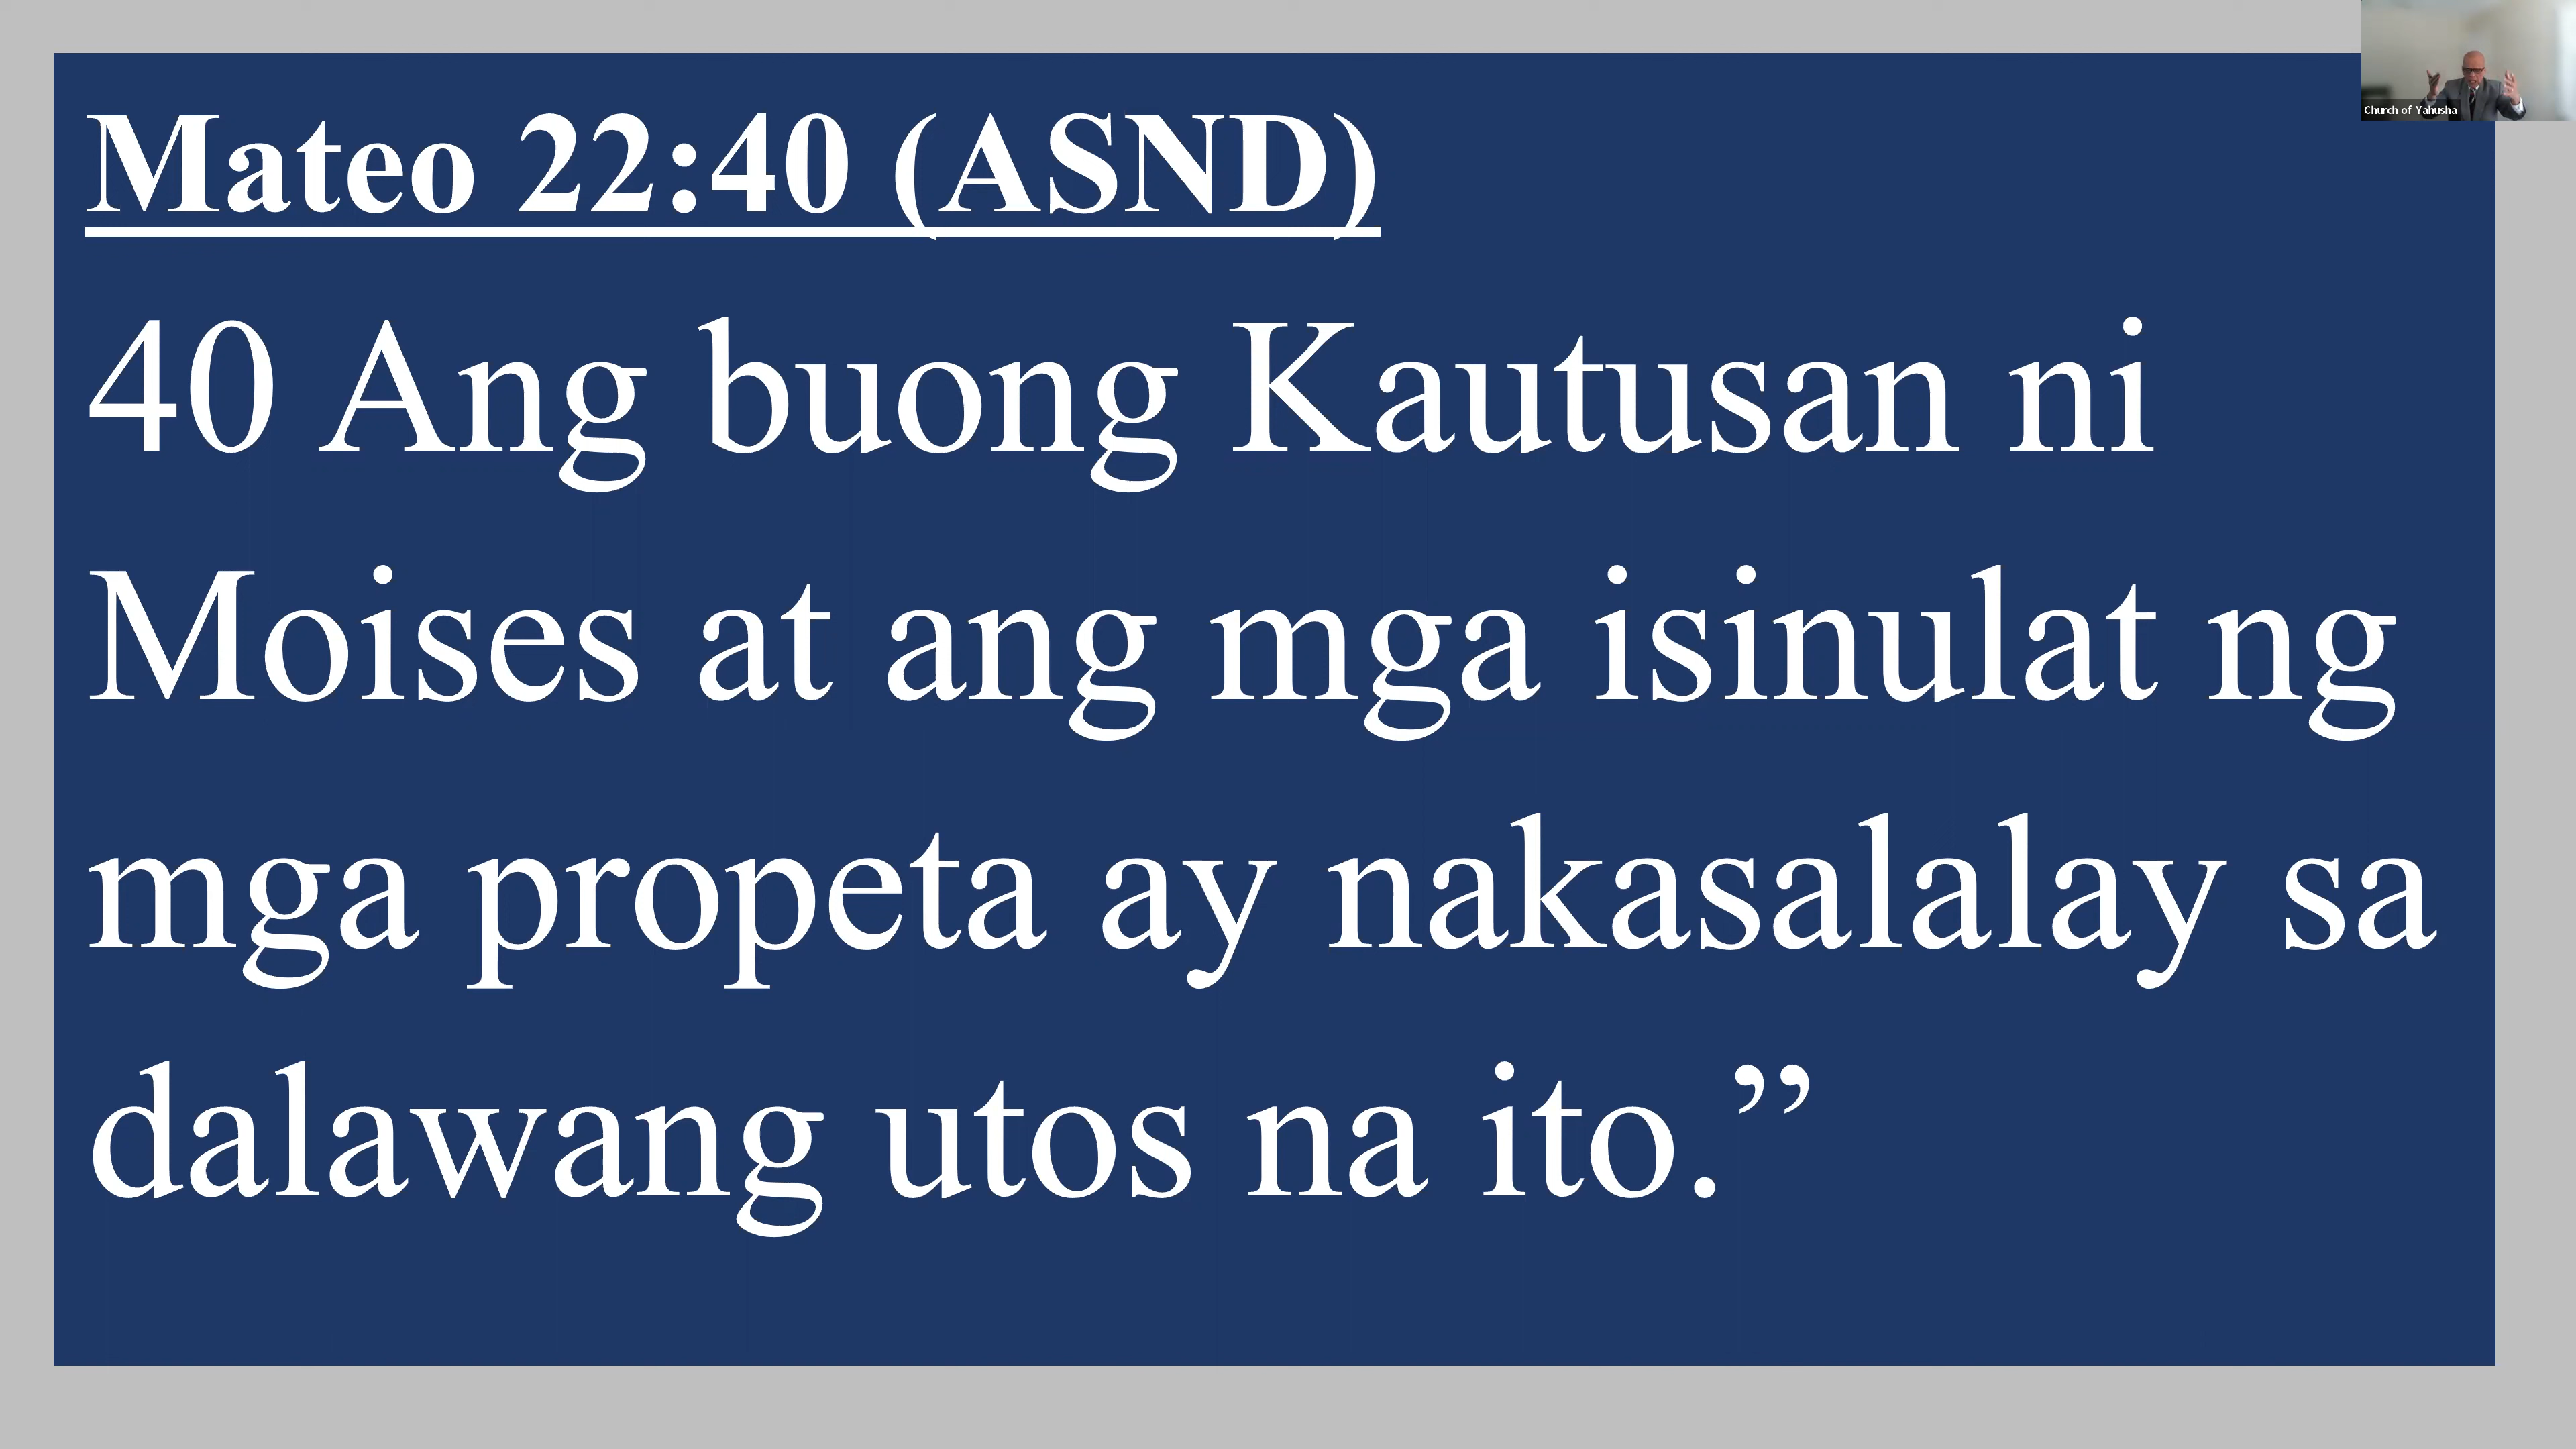 Mateo 22:40 (ASND)
40 Ang buong Kautusan ni
Moises at ang mga isinulat ng
mga propeta ay nakasalalay sa
dalawang utos na ito.”
Church of Yahusha